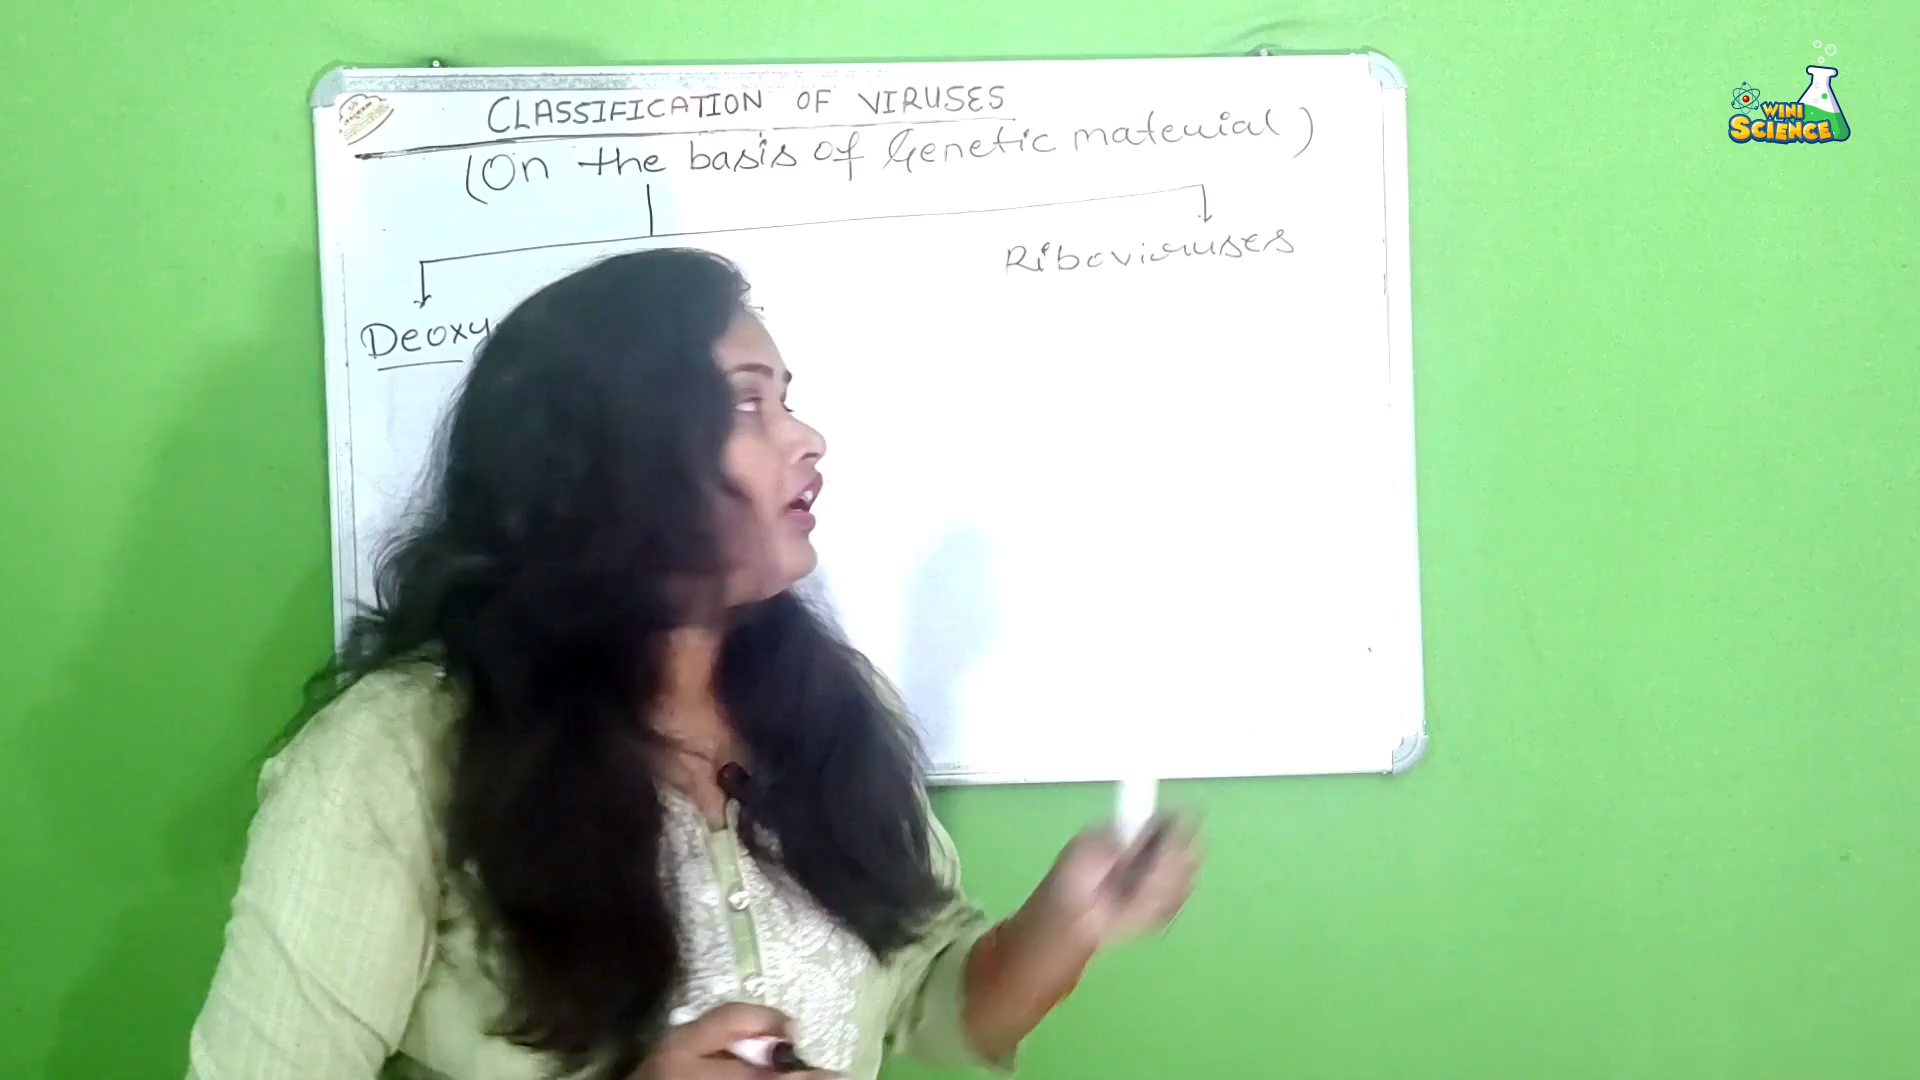 CLASSIFICATION OF VIRUSES
(On the basis of Genetic material)
Riboviruses
Deoxy
WINI
SCIENCE